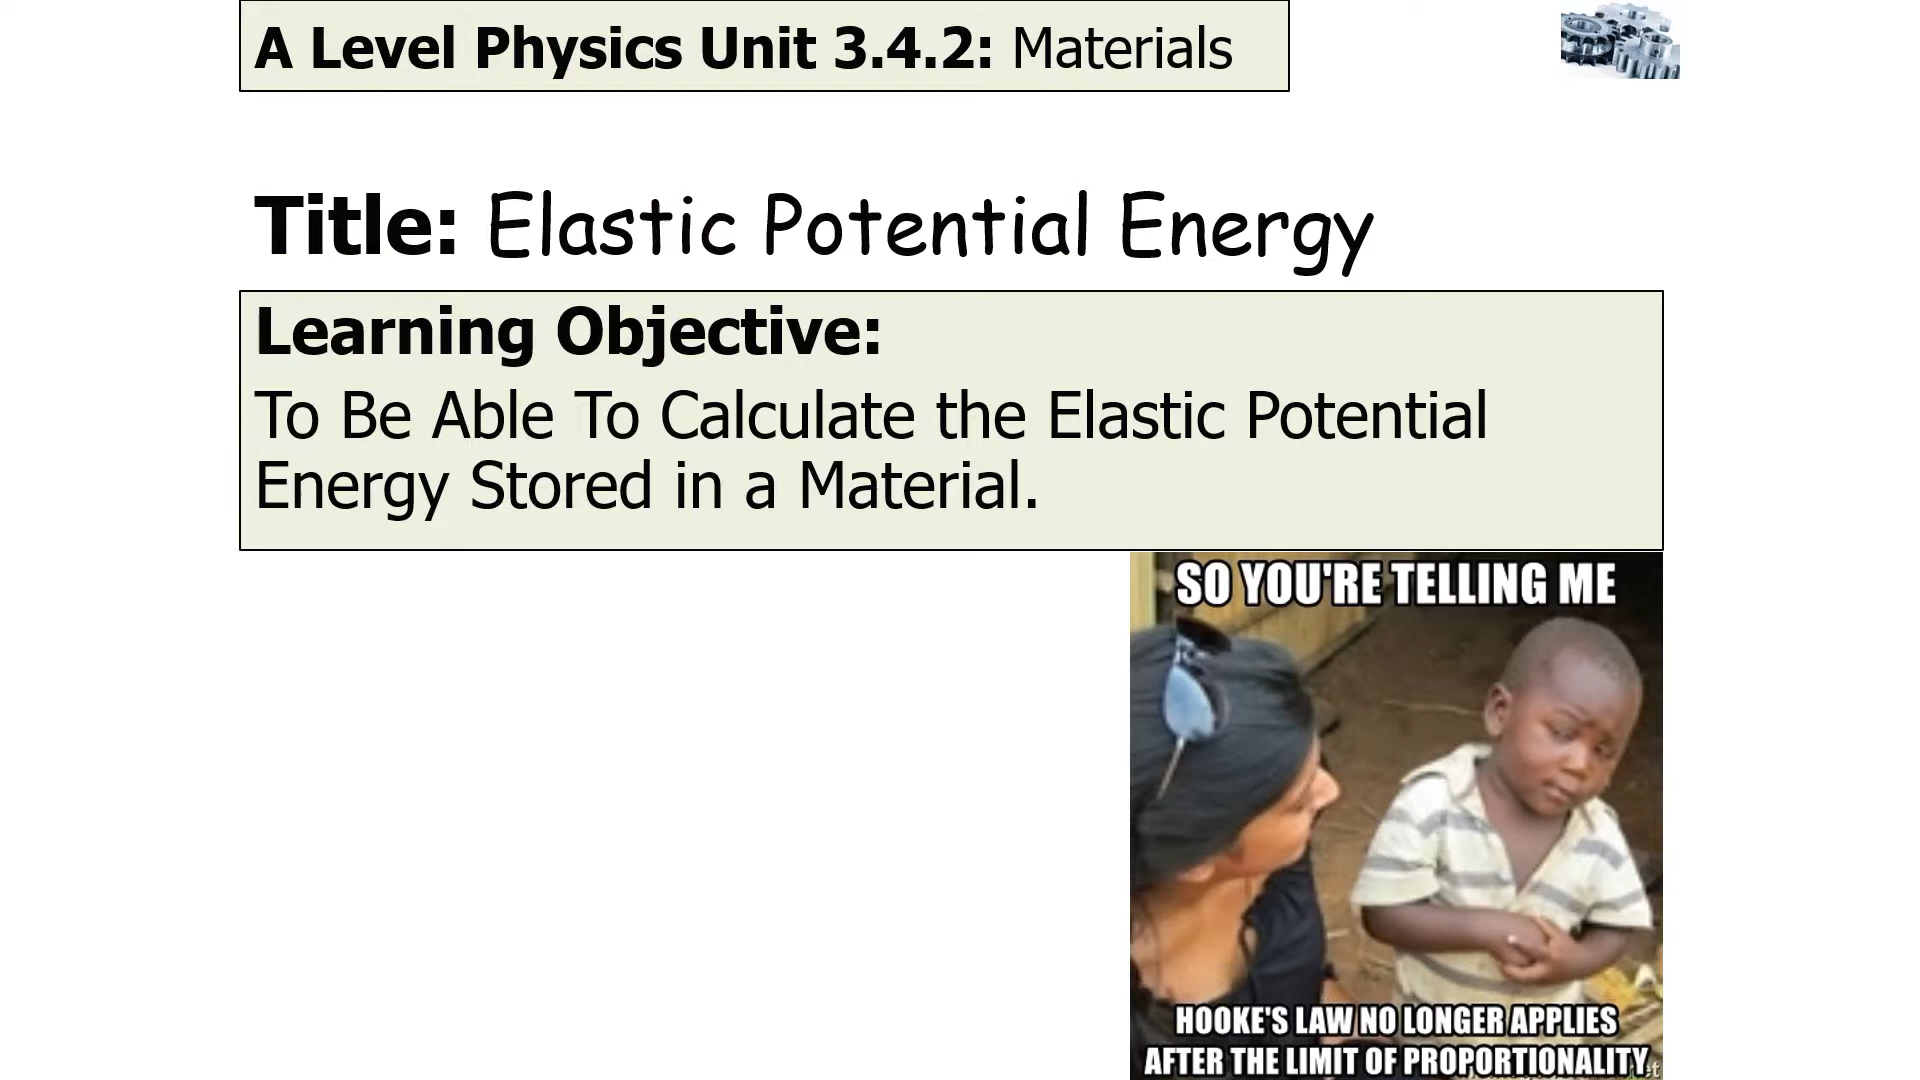 A Level Physics Unit 3.4.2: Materials
Title: Elastic Potential Energy
Learning Objective:
To Be Able To Calculate the Elastic Potential
Energy Stored in a Material.
SO YOU'RE TELLING ME
HOOKE'S LAW NO LONGER APPLIES
AFTER THE LIMIT OF PROPORTIONALITY